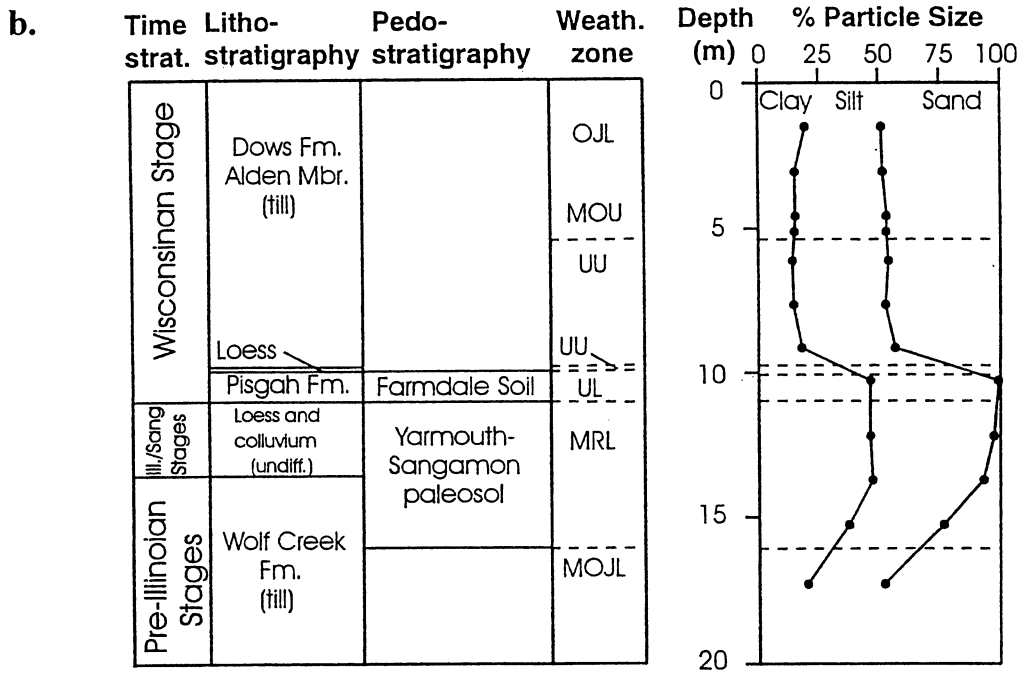 b.
Time strat.
Litho-stratigraphy
Pedo-stratigraphy
Weath. zone
Depth (m)
% Particle Size
0 25 50 75 100
Clay Silt Sand
0
5
10
15
20
Wisconsinan Stage
Ill./Sang Stages
Pre-Illinoian Stages
Dows Fm.
Alden Mbr.
(till)
Loess
Pisgah Fm.
Loess and
colluvium
(undiff.)
Wolf Creek
Fm.
(till)
Farmdale Soil
Yarmouth-
Sangamon
paleosol
OJL
MOU
UU
UU
UL
MRL
MOJL